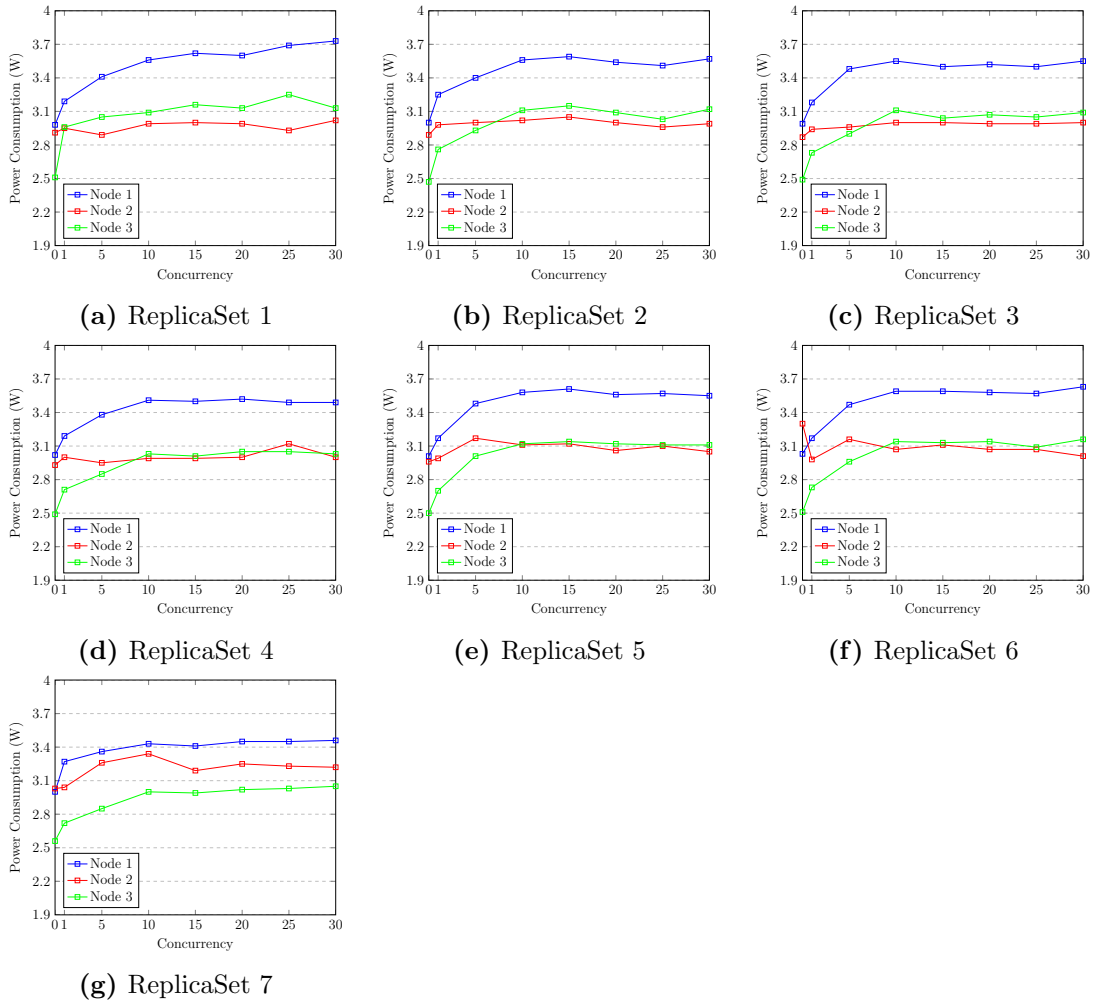 4
3.7
3.4
3.1
2.8
2.5
2.2
1.9
Power Consumption (W)
Node 1
Node 2
Node 3
0 1 5 10 15 20 25 30
Concurrency
(a) ReplicaSet 1
4
3.7
3.4
3.1
2.8
2.5
2.2
1.9
Power Consumption (W)
Node 1
Node 2
Node 3
0 1 5 10 15 20 25 30
Concurrency
(b) ReplicaSet 2
4
3.7
3.4
3.1
2.8
2.5
2.2
1.9
Power Consumption (W)
Node 1
Node 2
Node 3
0 1 5 10 15 20 25 30
Concurrency
(c) ReplicaSet 3
4
3.7
3.4
3.1
2.8
2.5
2.2
1.9
Power Consumption (W)
Node 1
Node 2
Node 3
0 1 5 10 15 20 25 30
Concurrency
(d) ReplicaSet 4
4
3.7
3.4
3.1
2.8
2.5
2.2
1.9
Power Consumption (W)
Node 1
Node 2
Node 3
0 1 5 10 15 20 25 30
Concurrency
(e) ReplicaSet 5
4
3.7
3.4
3.1
2.8
2.5
2.2
1.9
Power Consumption (W)
Node 1
Node 2
Node 3
0 1 5 10 15 20 25 30
Concurrency
(f) ReplicaSet 6
4
3.7
3.4
3.1
2.8
2.5
2.2
1.9
Power Consumption (W)
Node 1
Node 2
Node 3
0 1 5 10 15 20 25 30
Concurrency
(g) ReplicaSet 7